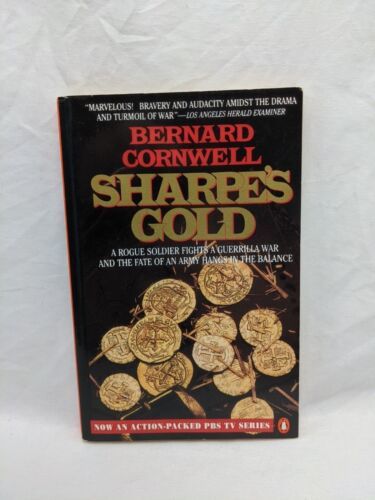 "MARVELOUS! BRAVERY AND AUDACITY AMIDST THE DRAMA
AND TURMOIL OF WAR"—LOS ANGELES HERALD EXAMINER
BERNARD
CORNWELL
SHARPE'S
GOLD
A ROGUE SOLDIER FIGHTS A GUERRILLA WAR
AND THE FATE OF AN ARMY HANGS IN THE BALANCE
NOW AN ACTION-PACKED PBS TV SERIES